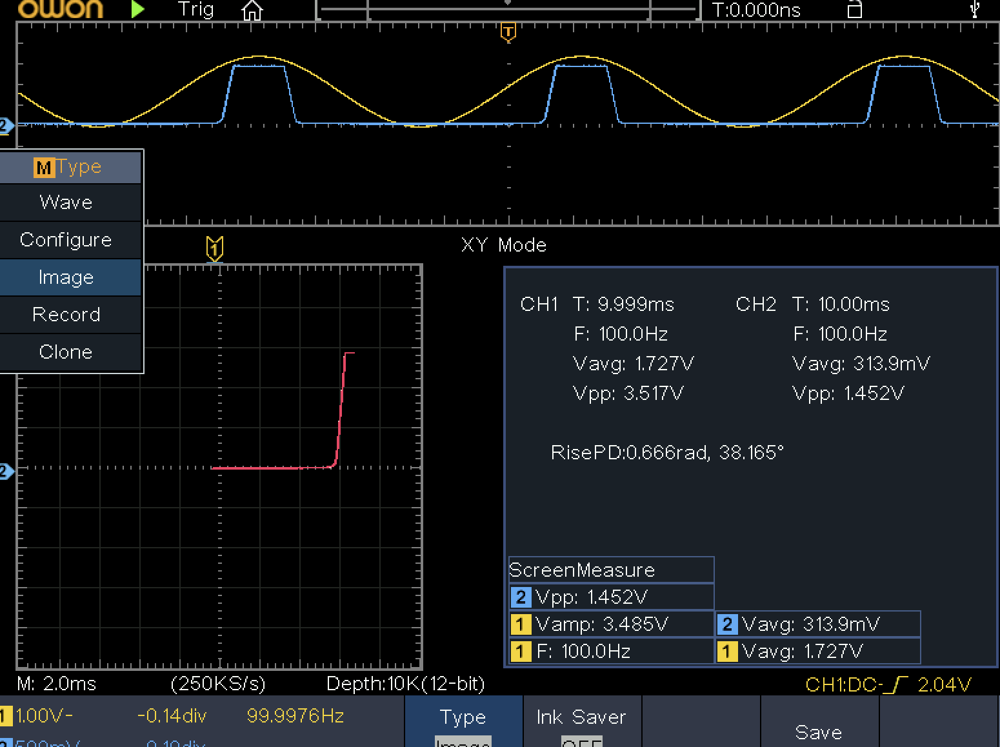 owon Trig T:0.000ns
T
2
M Type
Wave
Configure
Image
Record
Clone
1
XY Mode
2
CH1 T: 9.999ms CH2 T: 10.00ms
F: 100.0Hz F: 100.0Hz
Vavg: 1.727V Vavg: 313.9mV
Vpp: 3.517V Vpp: 1.452V
RisePD:0.666rad, 38.165°
ScreenMeasure
2 Vpp: 1.452V
1 Vamp: 3.485V 2 Vavg: 313.9mV
1 F: 100.0Hz 1 Vavg: 1.727V
M: 2.0ms (250KS/s) Depth:10K(12-bit) CH1:DC- 2.04V
1 1.00V- -0.14div 99.9976Hz Type Ink Saver
Save